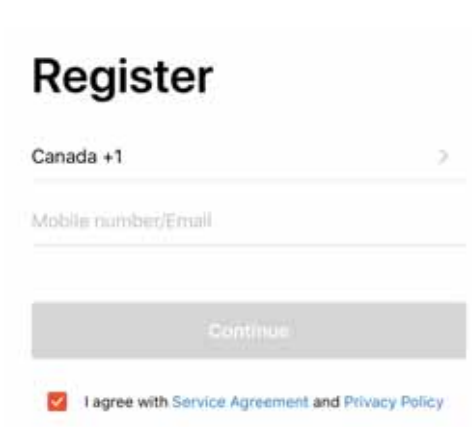 Register
Canada +1
Mobile number/Email
Continue
I agree with Service Agreement and Privacy Policy